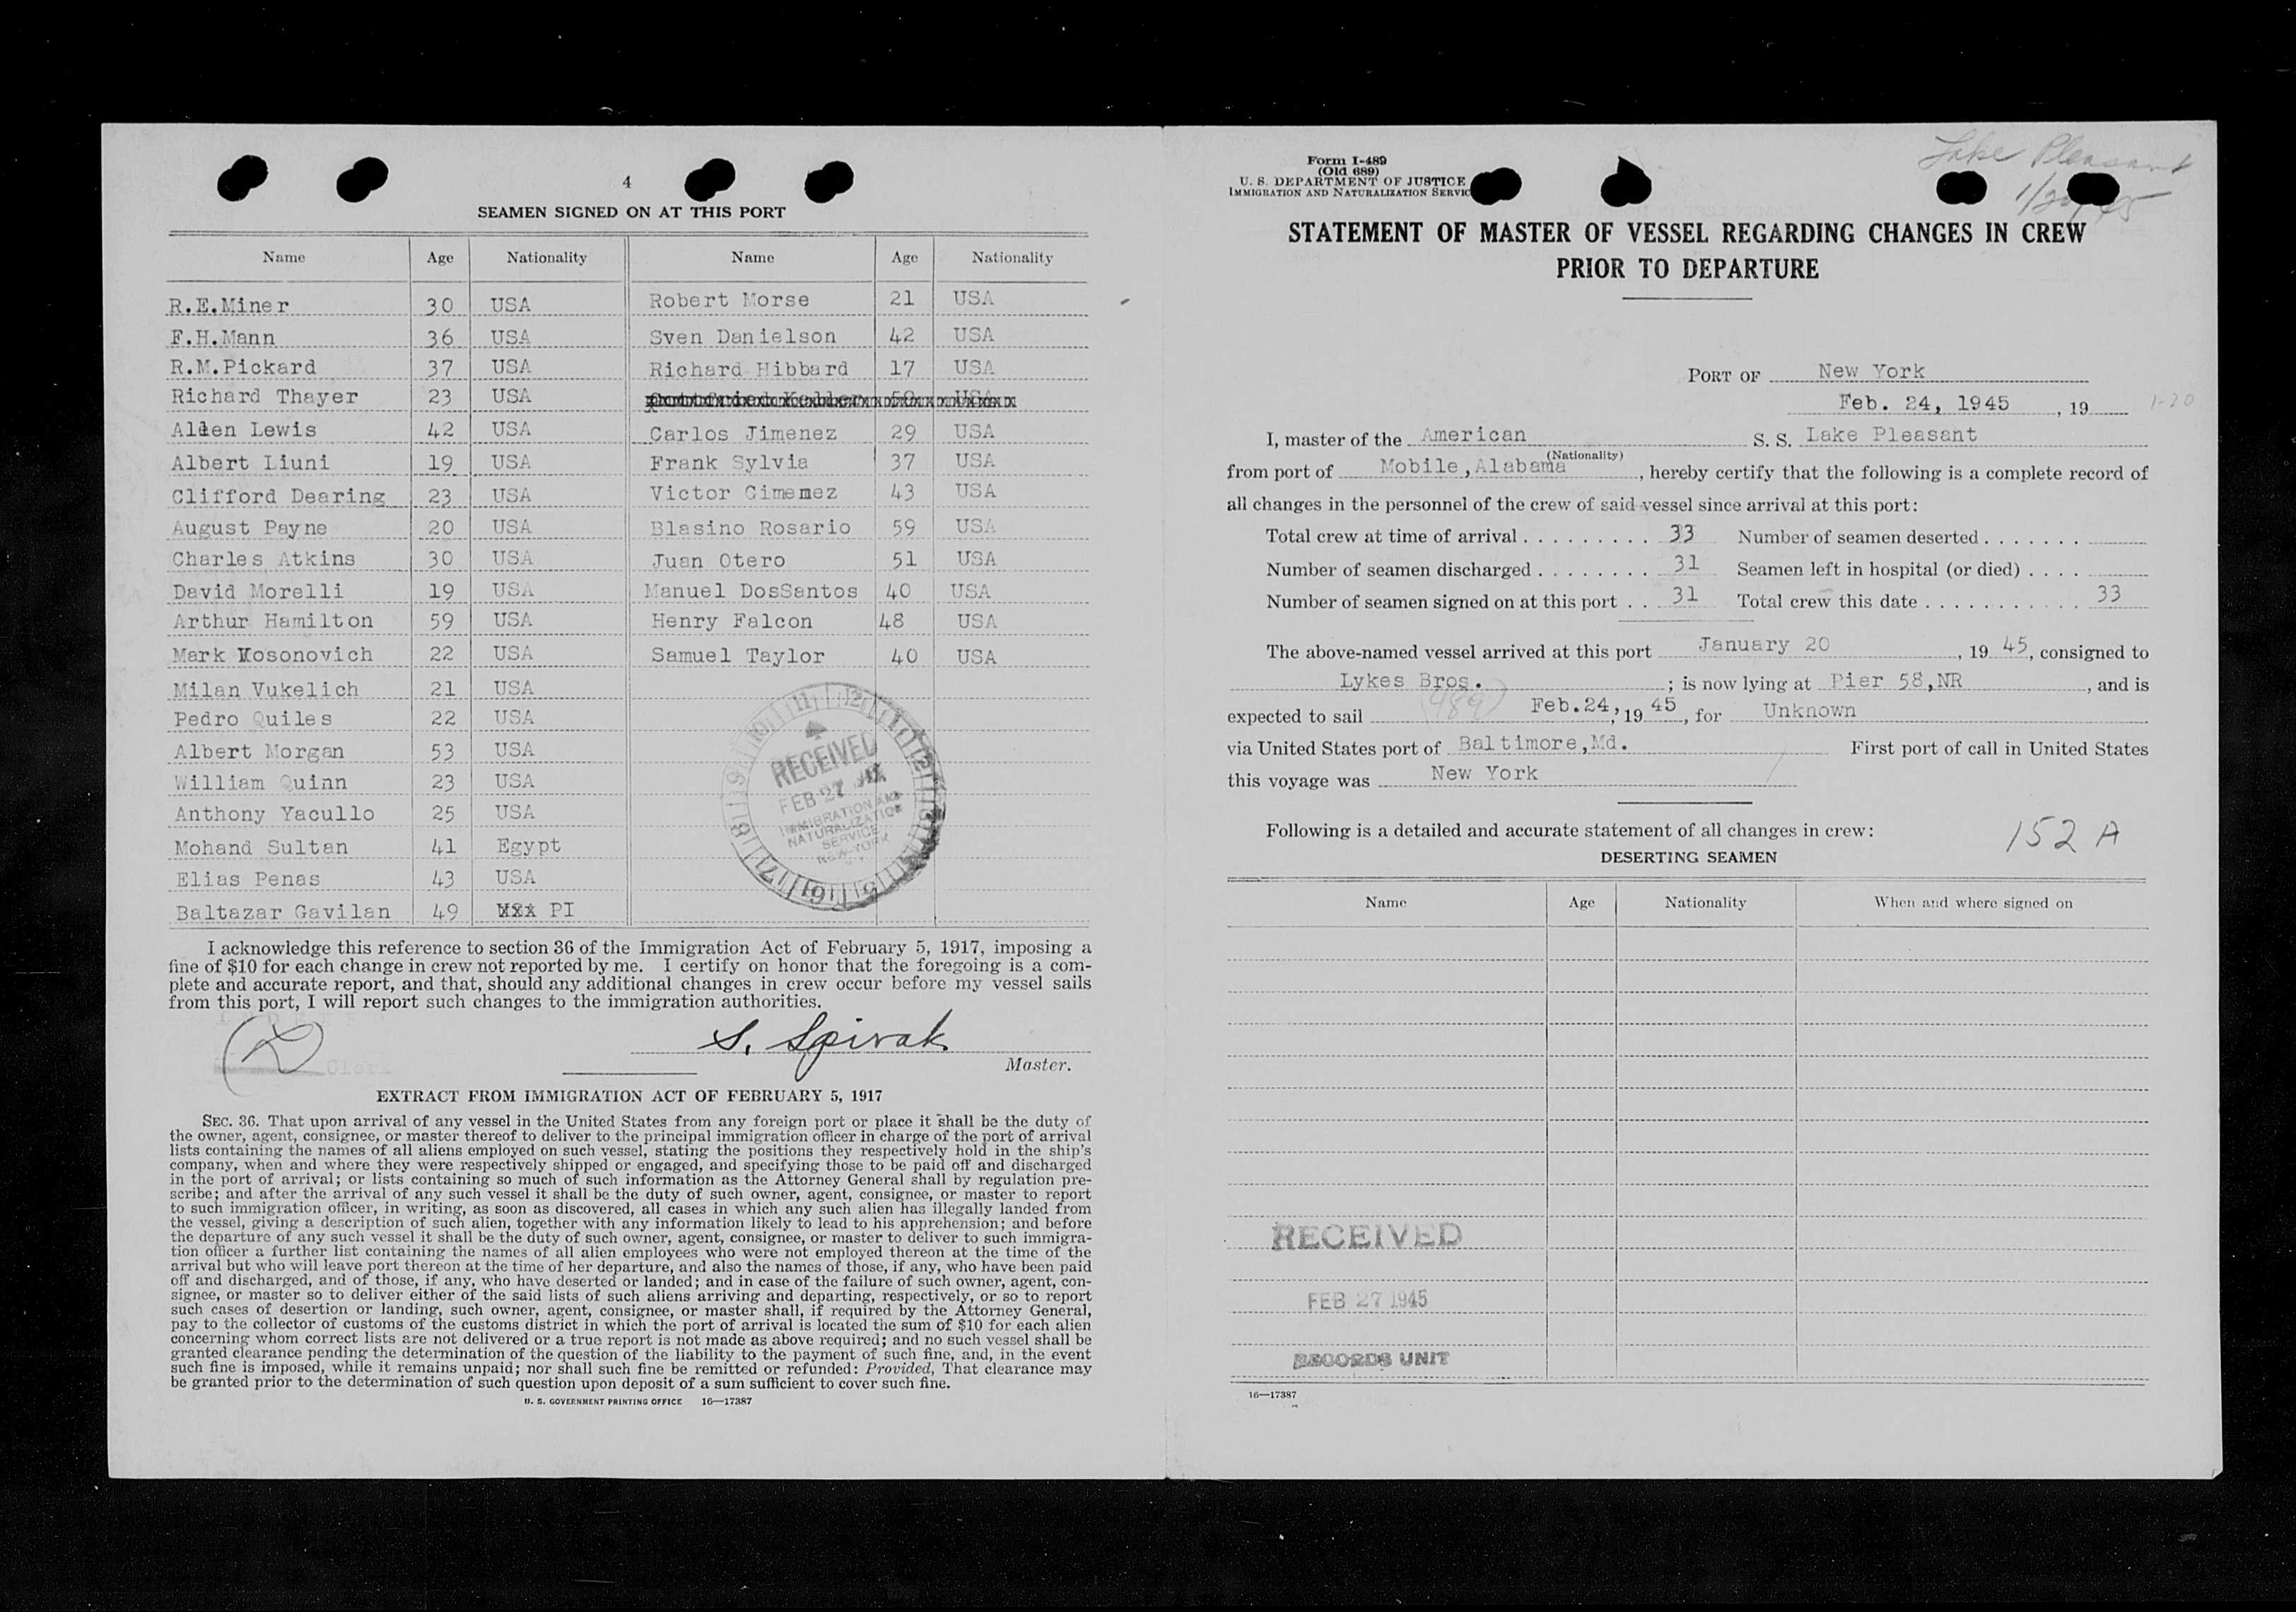 4
SEAMEN SIGNED ON AT THIS PORT
Name Age Nationality Name Age Nationality
R.E.Miner 30 USA Robert Morse 21 USA
F.H.Mann 36 USA Sven Danielson 42 USA
R.M.Pickard 37 USA Richard Hibbard 17 USA
Richard Thayer 23 USA
Allen Lewis 42 USA Carlos Jimenez 29 USA
Albert Liuni 19 USA Frank Sylvia 37 USA
Clifford Dearing 23 USA Victor Gimemez 43 USA
August Payne 20 USA Blasino Rosario 59 USA
Charles Atkins 30 USA Juan Otero 51 USA
David Morelli 19 USA Manuel DosSantos 40 USA
Arthur Hamilton 59 USA Henry Falcon 48 USA
Mark Kosonovich 22 USA Samuel Taylor 40 USA
Milan Vukelich 21 USA
Pedro Quiles 22 USA
Albert Morgan 53 USA
William Quinn 23 USA
Anthony Yacullo 25 USA
Mohand Sultan 41 Egypt
Elias Penas 43 USA
Baltazar Gavilan 49 PI
RECEIVED
FEB 27
IMMIGRATION AND
NATURALIZATION
SERVICE
NEW YORK
I acknowledge this reference to section 36 of the Immigration Act of February 5, 1917, imposing a
fine of $10 for each change in crew not reported by me. I certify on honor that the foregoing is a com-
plete and accurate report, and that, should any additional changes in crew occur before my vessel sails
from this port, I will report such changes to the immigration authorities.
S. Spivak
Clerk
Master.
EXTRACT FROM IMMIGRATION ACT OF FEBRUARY 5, 1917
SEC. 36. That upon arrival of any vessel in the United States from any foreign port or place it shall be the duty of
the owner, agent, consignee, or master thereof to deliver to the principal immigration officer in charge of the port of arrival
lists containing the names of all aliens employed on such vessel, stating the positions they respectively hold in the ship's
company, when and where they were respectively shipped or engaged, and specifying those to be paid off and discharged
in the port of arrival; or lists containing so much of such information as the Attorney General shall by regulation pre-
scribe; and after the arrival of any such vessel it shall be the duty of such owner, agent, consignee, or master to report
to such immigration officer, in writing, as soon as discovered, all cases in which any such alien has illegally landed from
the vessel, giving a description of such alien, together with any information likely to lead to his apprehension; and before
the departure of any such vessel it shall be the duty of such owner, agent, consignee, or master to deliver to such immigra-
tion officer a further list containing the names of all alien employees who were not employed thereon at the time of the
arrival but who will leave port thereon at the time of her departure, and also the names of those, if any, who have been paid
off and discharged, and of those, if any, who have deserted or landed; and in case of the failure of such owner, agent, con-
signee, or master so to deliver either of the said lists of such aliens arriving and departing, respectively, or so to report
such cases of desertion or landing, such owner, agent, consignee, or master shall, if required by the Attorney General,
pay to the collector of customs of the customs district in which the port of arrival is located the sum of $10 for each alien
concerning whom correct lists are not delivered or a true report is not made as above required; and no such vessel shall be
granted clearance pending the determination of the question of the liability to the payment of such fine, and, in the event
such fine is imposed, while it remains unpaid; nor shall such fine be remitted or refunded: Provided, That clearance may
be granted prior to the determination of such question upon deposit of a sum sufficient to cover such fine.
U. S. GOVERNMENT PRINTING OFFICE 16—17387
Form I-489
(Old 689)
U. S. DEPARTMENT OF JUSTICE
IMMIGRATION AND NATURALIZATION SERVIC
Lake Pleasant
1/20/45
STATEMENT OF MASTER OF VESSEL REGARDING CHANGES IN CREW
PRIOR TO DEPARTURE
PORT OF New York
Feb. 24, 1945, 19 1-20
I, master of the American S. S. Lake Pleasant
(Nationality)
from port of Mobile, Alabama, hereby certify that the following is a complete record of
all changes in the personnel of the crew of said vessel since arrival at this port:
Total crew at time of arrival . . . . . . . . . 33 Number of seamen deserted . . . . . . .
Number of seamen discharged . . . . . . . . 31 Seamen left in hospital (or died) . . . .
Number of seamen signed on at this port . . 31 Total crew this date . . . . . . . . . . . 33
The above-named vessel arrived at this port January 20, 19 45, consigned to
Lykes Bros. ; is now lying at Pier 58,NR, and is
(489)
expected to sail Feb.24, 19 45, for Unknown
via United States port of Baltimore,Md. First port of call in United States
this voyage was New York
Following is a detailed and accurate statement of all changes in crew:
152 A
DESERTING SEAMEN
Name Age Nationality When and where signed on
RECEIVED
FEB 27 1945
RECORDS UNIT
16—17387